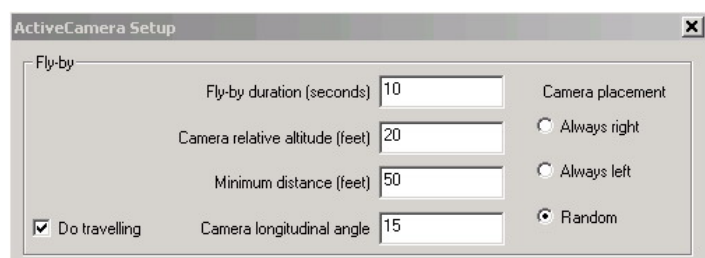 ActiveCamera Setup
Fly-by
Fly-by duration (seconds) 10
Camera placement
Camera relative altitude (feet) 20
Always right
Minimum distance (feet) 50
Always left
Do travelling
Camera longitudinal angle 15
Random